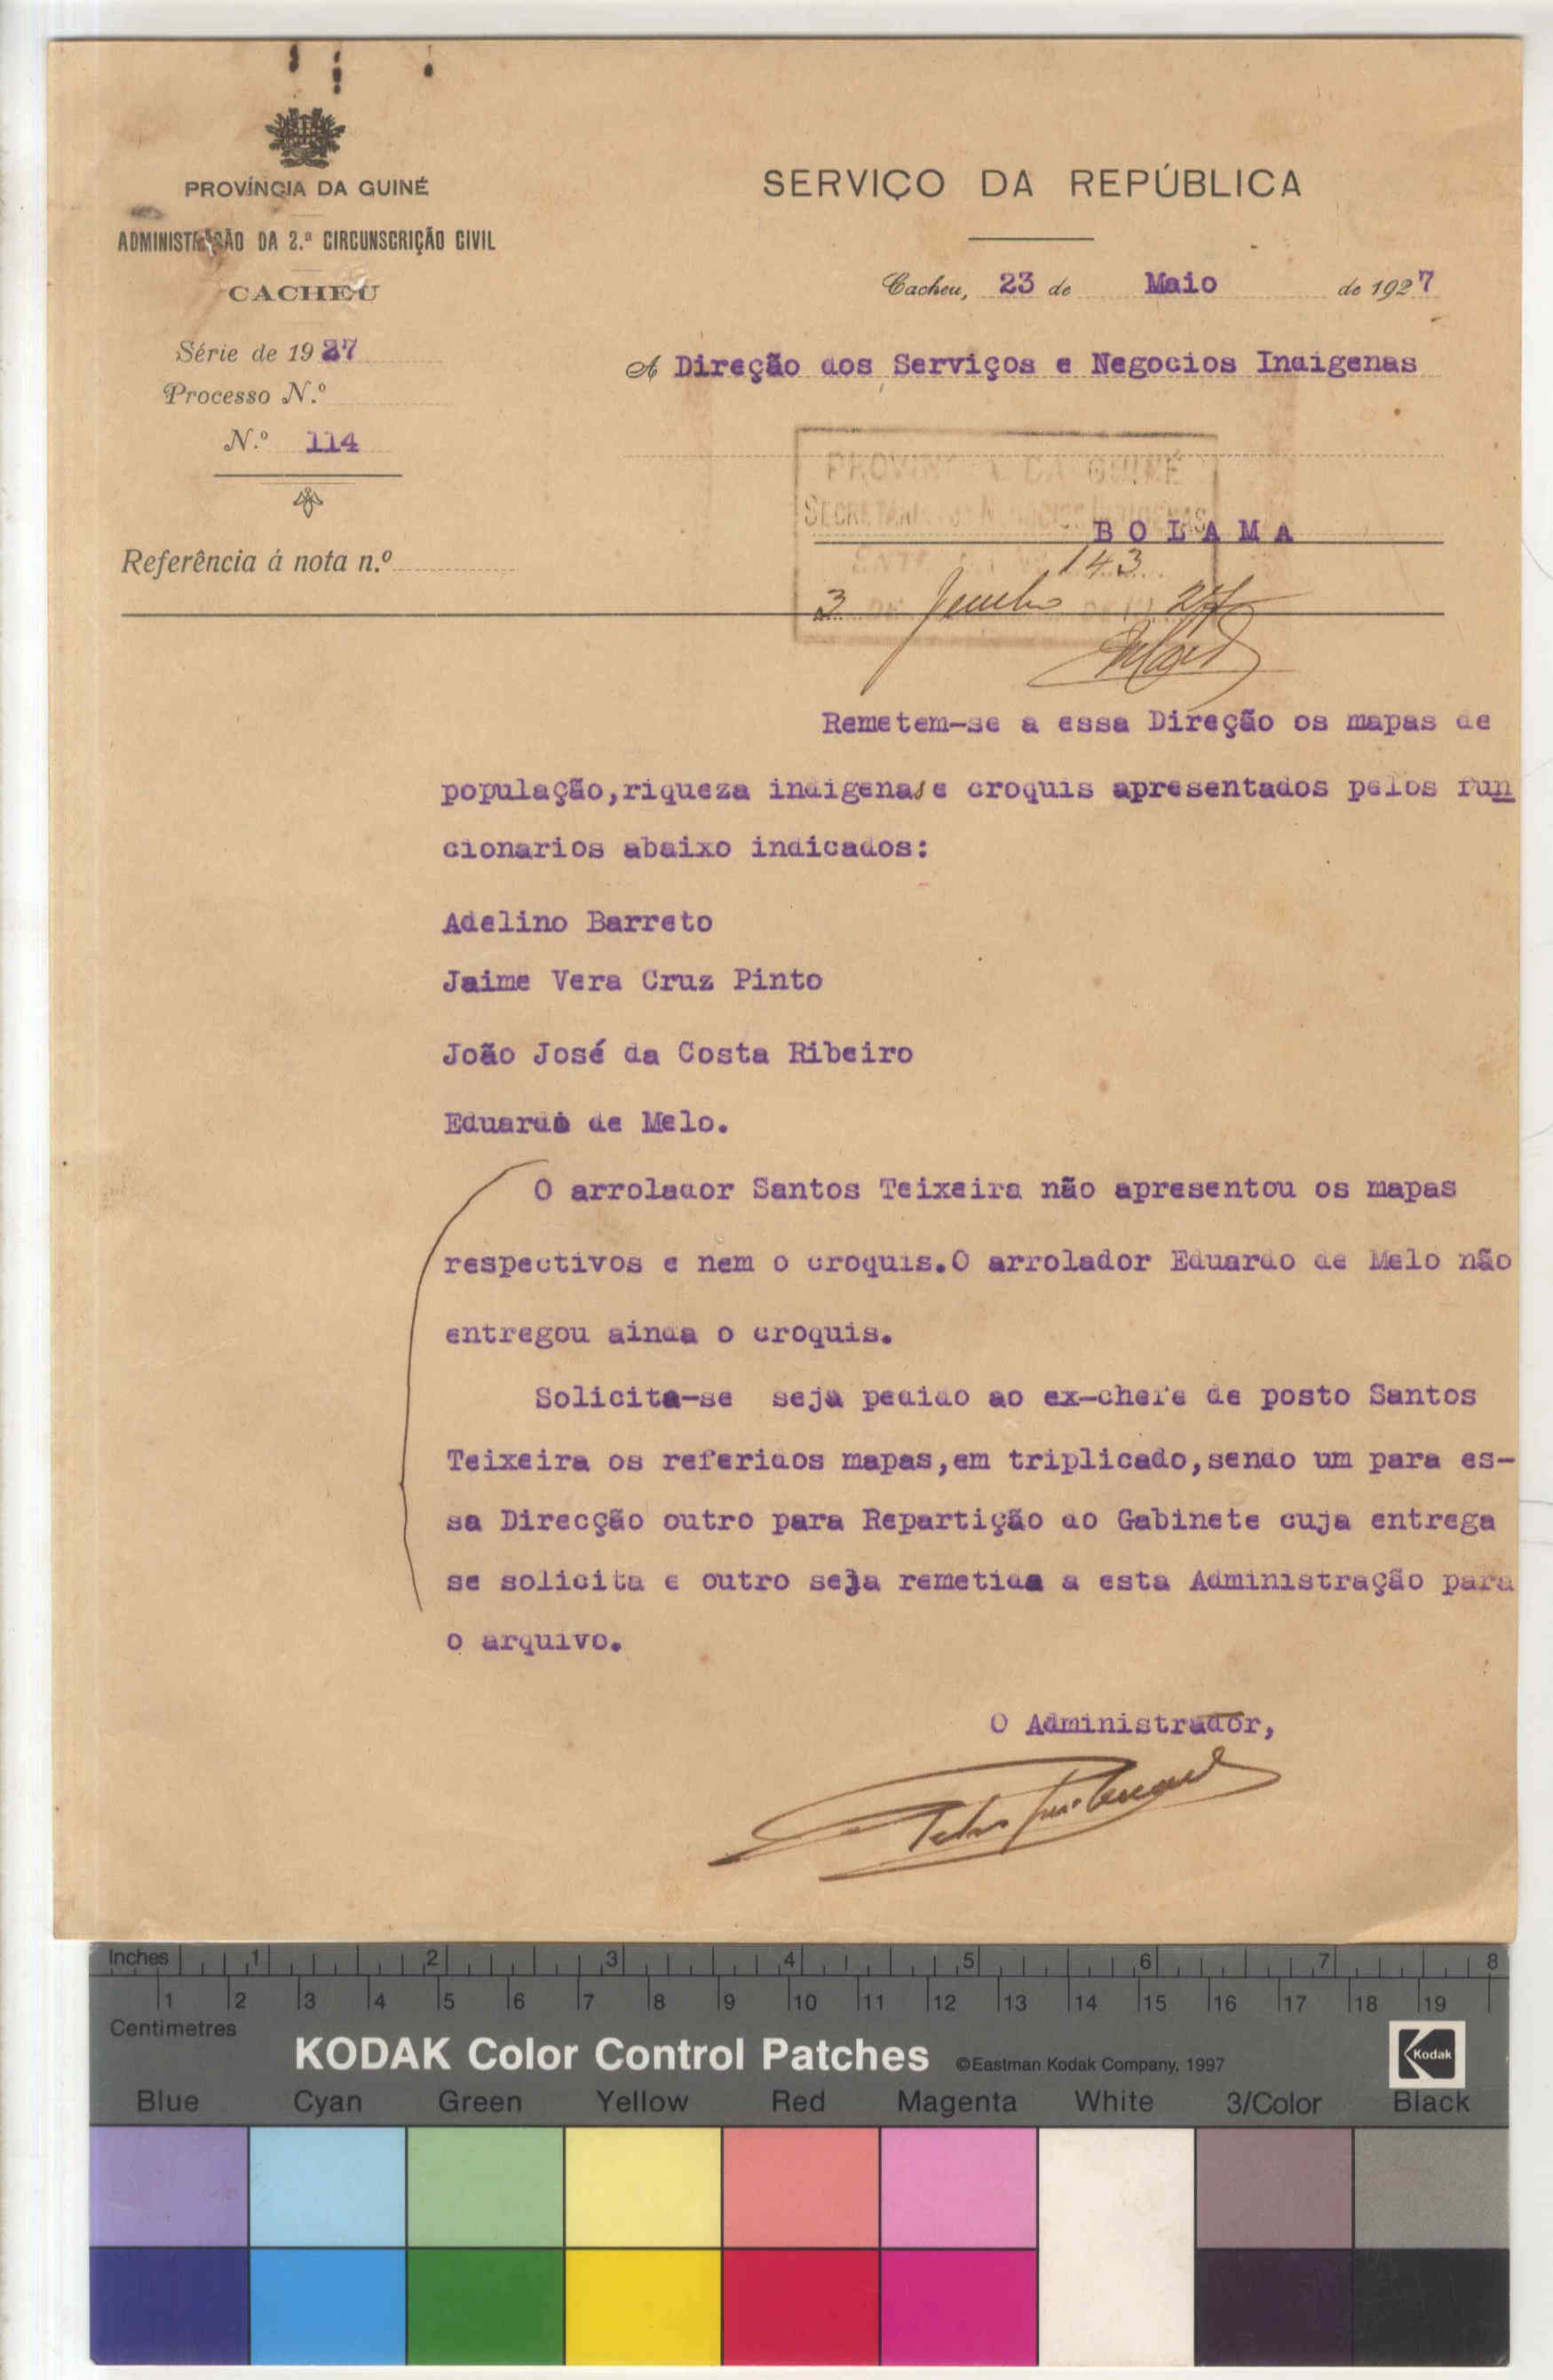 PROVÍNCIA DA GUINÉ
ADMINISTRAÇÃO DA 2.ª CIRCUNSCRIÇÃO CIVIL
CACHEU
Série de 1927
Processo N.º
N.º 114
Referência á nota n.º
SERVIÇO DA REPÚBLICA
Cacheu, 23 de Maio de 1927
A Direção dos Serviços e Negocios Indigenas
PROVINCIA DA GUINÉ
BOLAMA
143
3 Junho 27
Remetem-se a essa Direção os mapas de
população,riqueza indigena/e croquis apresentados pelos fun
cionarios abaixo indicados:
Adelino Barreto
Jaime Vera Cruz Pinto
João José da Costa Ribeiro
Eduardo de Melo.
O arrolador Santos Teixeira não apresentou os mapas
respectivos e nem o croquis.O arrolador Eduardo de Melo não
entregou ainda o croquis.
Solicita-se seja pedido ao ex-chefe de posto Santos
Teixeira os referidos mapas,em triplicado,sendo um para es-
sa Direcção outro para Repartição do Gabinete cuja entrega
se solicita e outro seja remetida a esta Administração para
o arquivo.
O Administrador,
Inches 1 2 3 4 5 6 7 8
1 2 3 4 5 6 7 8 9 10 11 12 13 14 15 16 17 18 19
Centimetres
KODAK Color Control Patches ©Eastman Kodak Company, 1997
Kodak
Blue Cyan Green Yellow Red Magenta White 3/Color Black